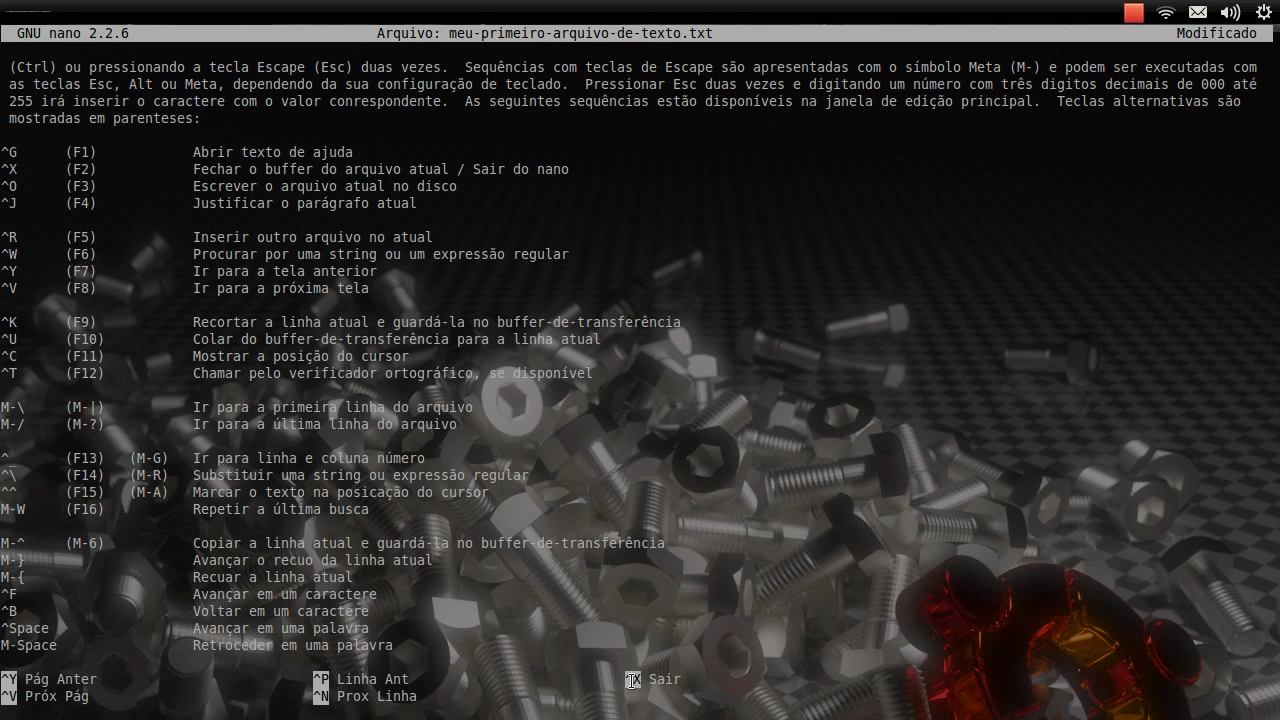 GNU nano 2.2.6 Arquivo: meu-primeiro-arquivo-de-texto.txt Modificado
(Ctrl) ou pressionando a tecla Escape (Esc) duas vezes. Sequências com teclas de Escape são apresentadas com o símbolo Meta (M-) e podem ser executadas com
as teclas Esc, Alt ou Meta, dependendo da sua configuração de teclado. Pressionar Esc duas vezes e digitando um número com três digitos decimais de 000 até
255 irá inserir o caractere com o valor conrespondente. As seguintes sequências estão disponíveis na janela de edição principal. Teclas alternativas são
mostradas em parenteses:
^G (F1) Abrir texto de ajuda
^X (F2) Fechar o buffer do arquivo atual / Sair do nano
^O (F3) Escrever o arquivo atual no disco
^J (F4) Justificar o parágrafo atual
^R (F5) Inserir outro arquivo no atual
^W (F6) Procurar por uma string ou um expressão regular
^Y (F7) Ir para a tela anterior
^V (F8) Ir para a próxima tela
^K (F9) Recortar a linha atual e guardá-la no buffer-de-transferência
^U (F10) Colar do buffer-de-transferência para a linha atual
^C (F11) Mostrar a posição do cursor
^T (F12) Chamar pelo verificador ortográfico, se disponível
M-\ (M-|) Ir para a primeira linha do arquivo
M-/ (M-?) Ir para a última linha do arquivo
^_ (F13) (M-G) Ir para linha e coluna número
^\ (F14) (M-R) Substituir uma string ou expressão regular
^^ (F15) (M-A) Marcar o texto na posicação do cursor
M-W (F16) Repetir a última busca
M-^ (M-6) Copiar a linha atual e guardá-la no buffer-de-transferência
M-} Avançar o recuo da linha atual
M-{ Recuar a linha atual
^F Avançar em um caractere
^B Voltar em um caractere
^Space Avançar em uma palavra
M-Space Retroceder em uma palavra
^Y Pág Anter ^P Linha Ant ^X Sair
^V Próx Pág ^N Prox Linha